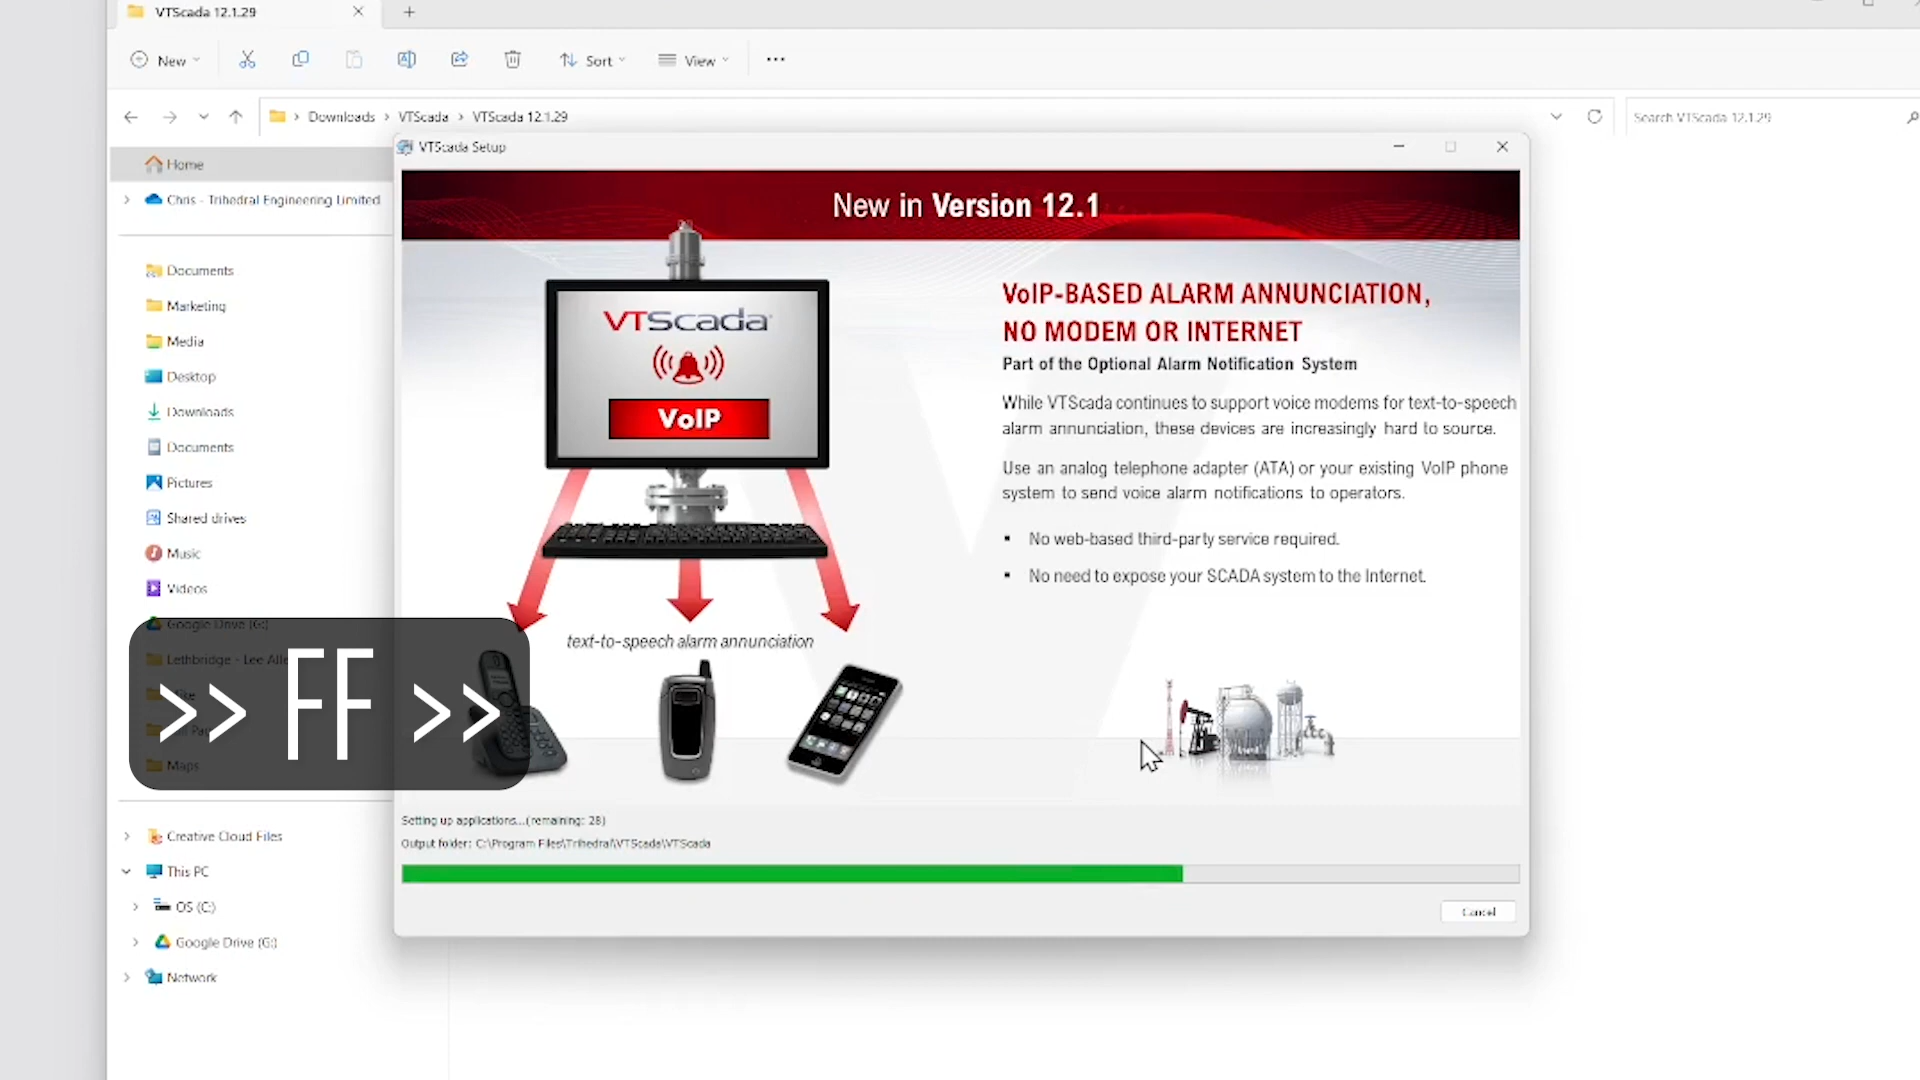 VTScada 12.1.29
New
Sort
View
Downloads
VTScada
VTScada 12.1.29
Search VTScada 12.1.29
VTScada Setup
Home
Chris - Trihedral Engineering Limited
Documents
Marketing
Media
Desktop
Downloads
Documents
Pictures
Shared drives
Music
Videos
Google Drive (G:)
Lethbridge - Lee Alle
Maps
Creative Cloud Files
This PC
OS (C:)
Google Drive (G:)
Network
>> FF >>
New in Version 12.1
VTScada
VoIP
text-to-speech alarm annunciation
VoIP-BASED ALARM ANNUNCIATION,
NO MODEM OR INTERNET
Part of the Optional Alarm Notification System
While VTScada continues to support voice modems for text-to-speech
alarm annunciation, these devices are increasingly hard to source.
Use an analog telephone adapter (ATA) or your existing VoIP phone
system to send voice alarm notifications to operators.
▪ No web-based third-party service required.
▪ No need to expose your SCADA system to the Internet.
Setting up applications...(remaining: 28)
Output folder: C:\Program Files\Trihedral\VTScada\VTScada
Cancel